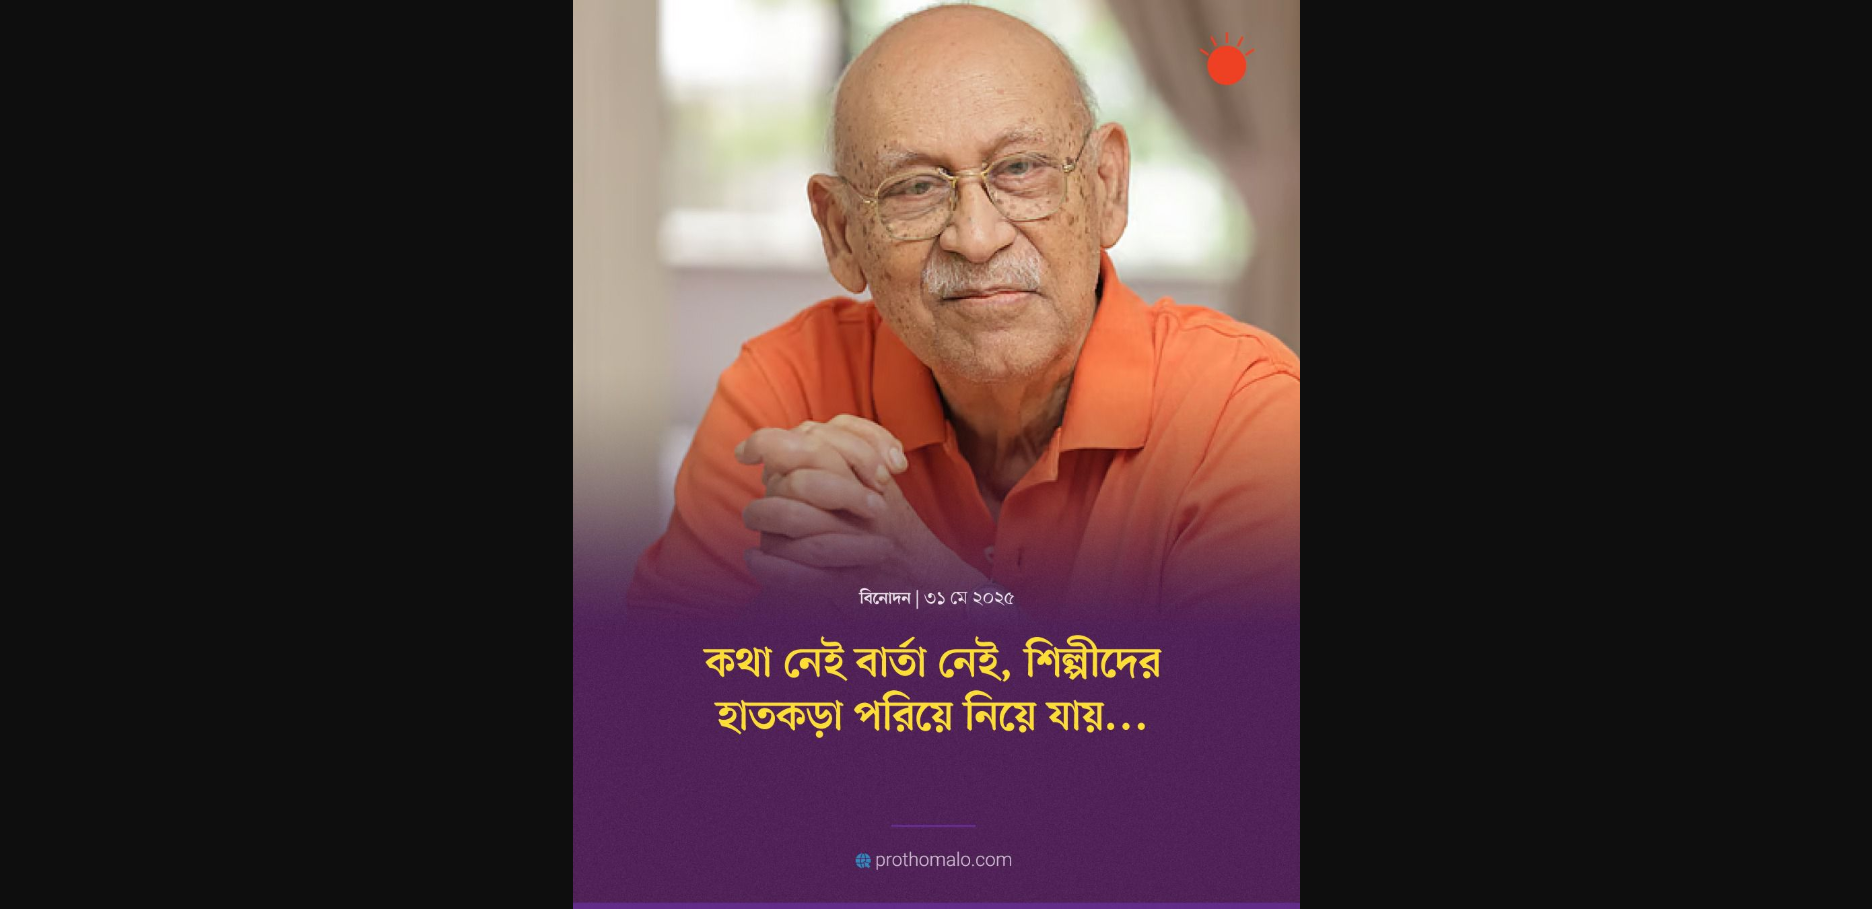 বিনোদন | ৩১ মে ২০২৫
কথা নেই বার্তা নেই, শিল্পীদের
হাতকড়া পরিয়ে নিয়ে যায়...
prothomalo.com